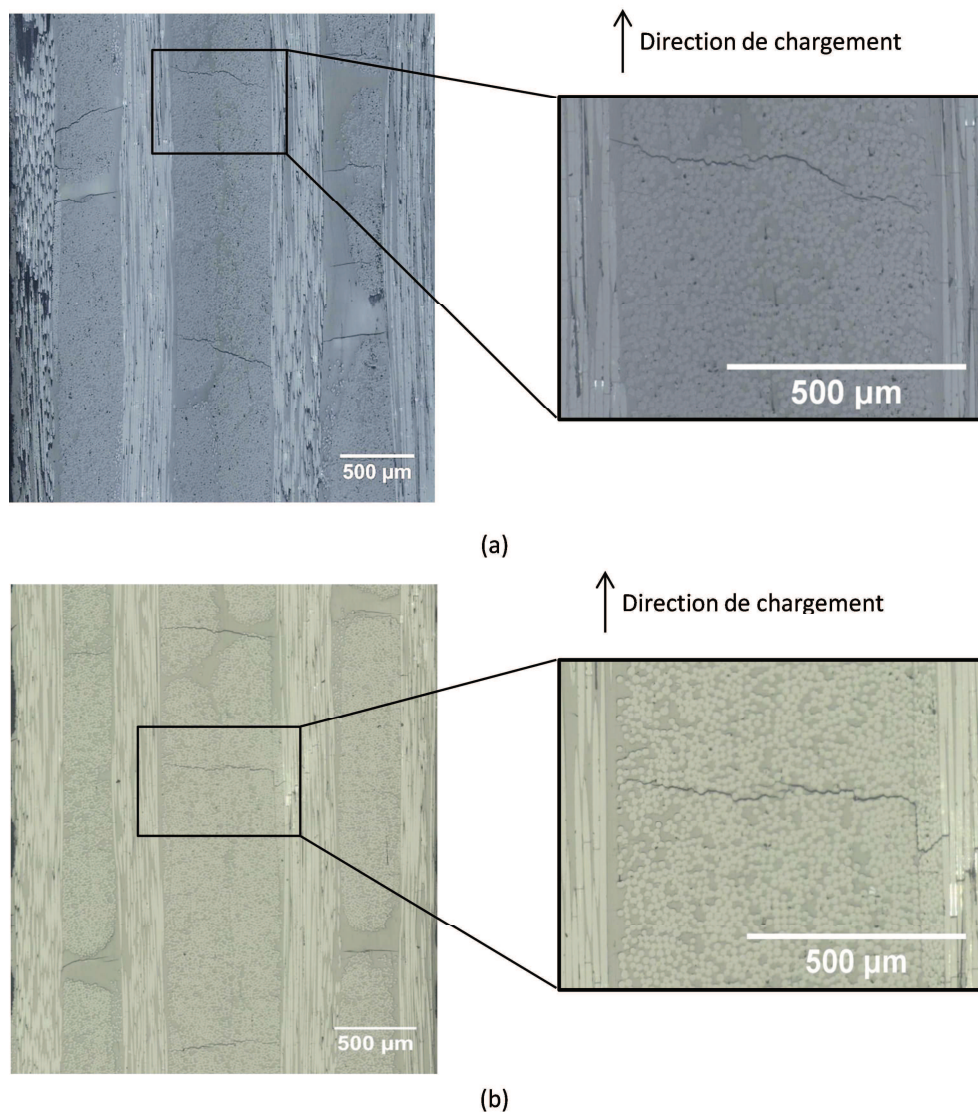 Direction de chargement
500 µm
500 µm
(a)
Direction de chargement
500 µm
500 µm
(b)